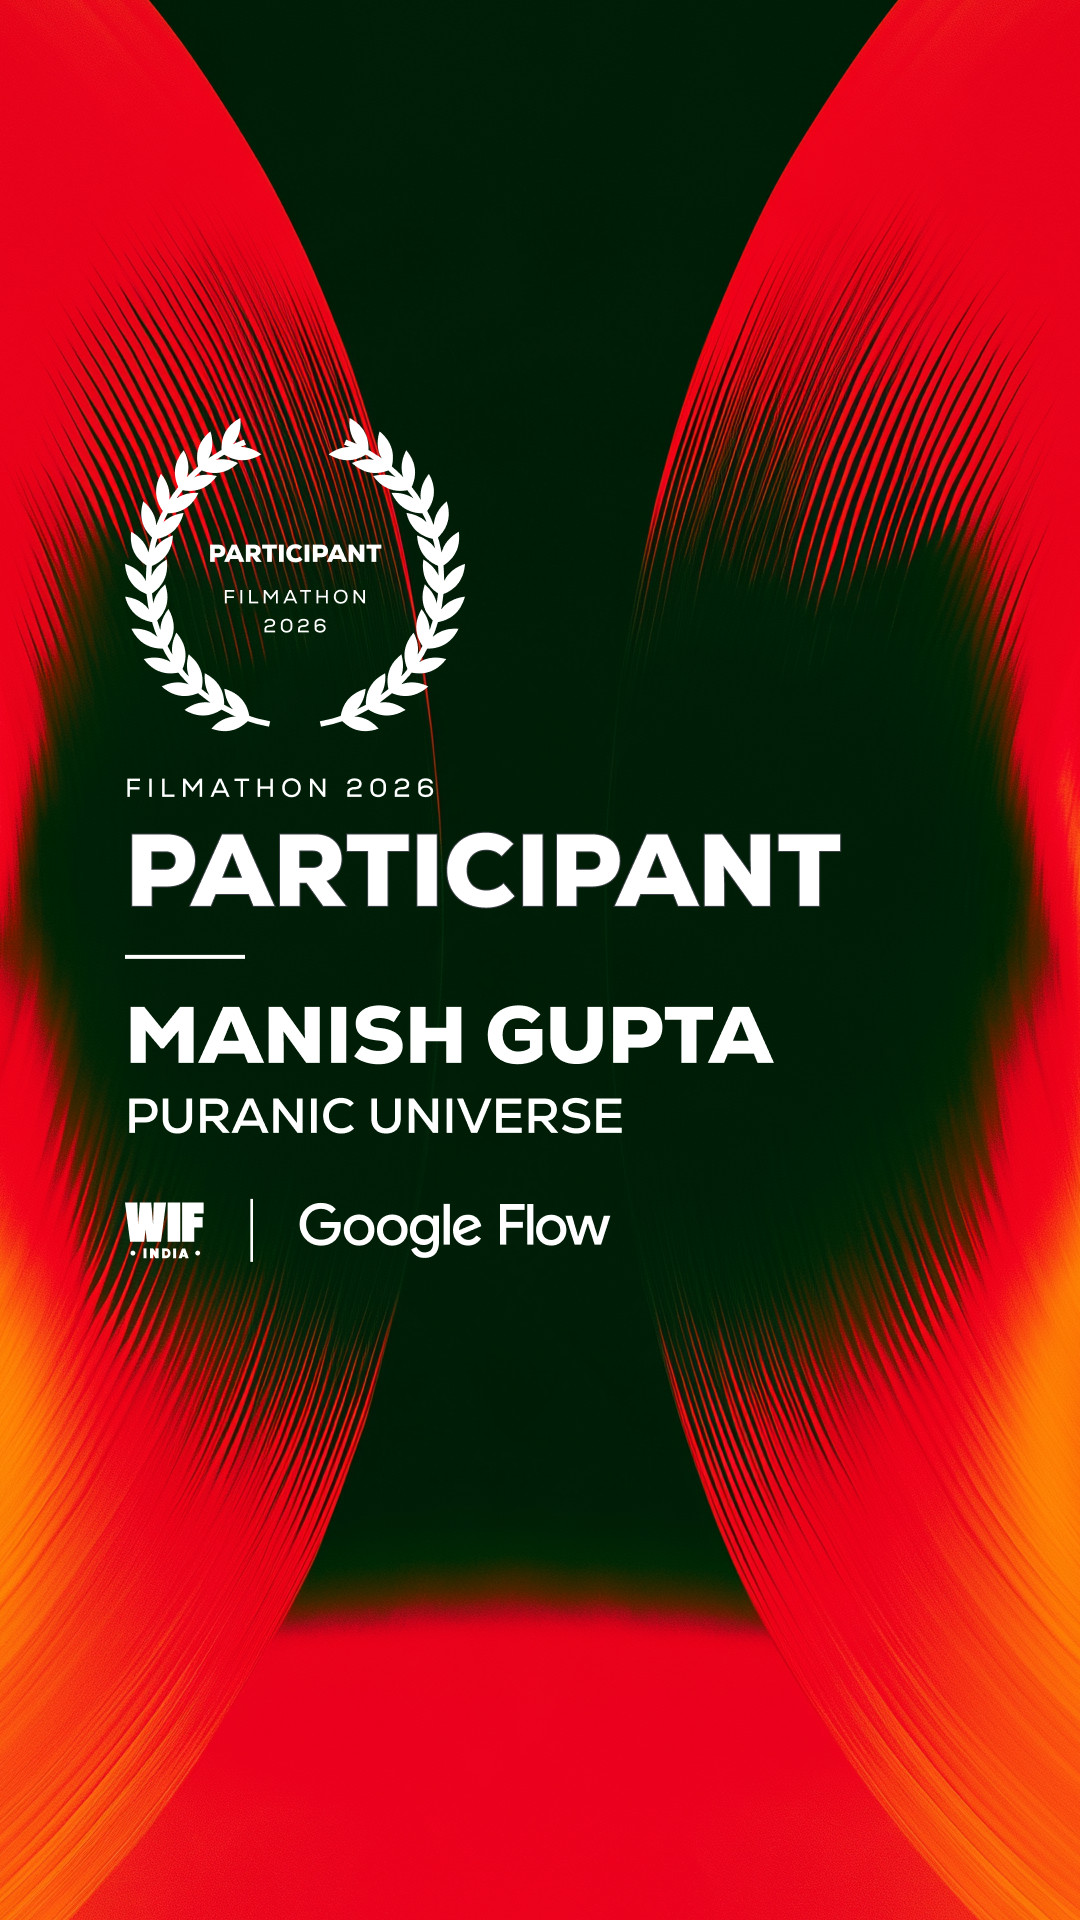 PARTICIPANT
FILMATHON
2026
FILMATHON 2026
PARTICIPANT
MANISH GUPTA
PURANIC UNIVERSE
WIF
• INDIA •
Google Flow